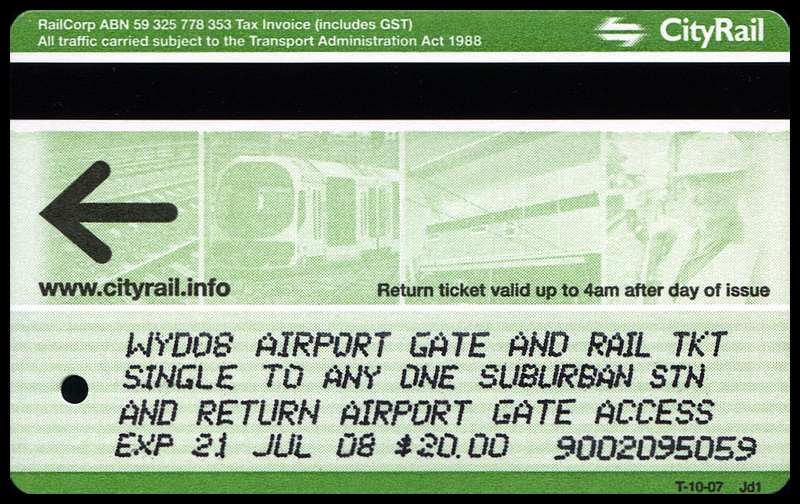 RailCorp ABN 59 325 778 353 Tax Invoice (includes GST)
All traffic carried subject to the Transport Administration Act 1988
CityRail
www.cityrail.info
Return ticket valid up to 4am after day of issue
WYD08 AIRPORT GATE AND RAIL TKT
SINGLE TO ANY ONE SUBURBAN STN
AND RETURN AIRPORT GATE ACCESS
EXP 21 JUL 08 $20.00 9002095059
T-10-07 Jd1